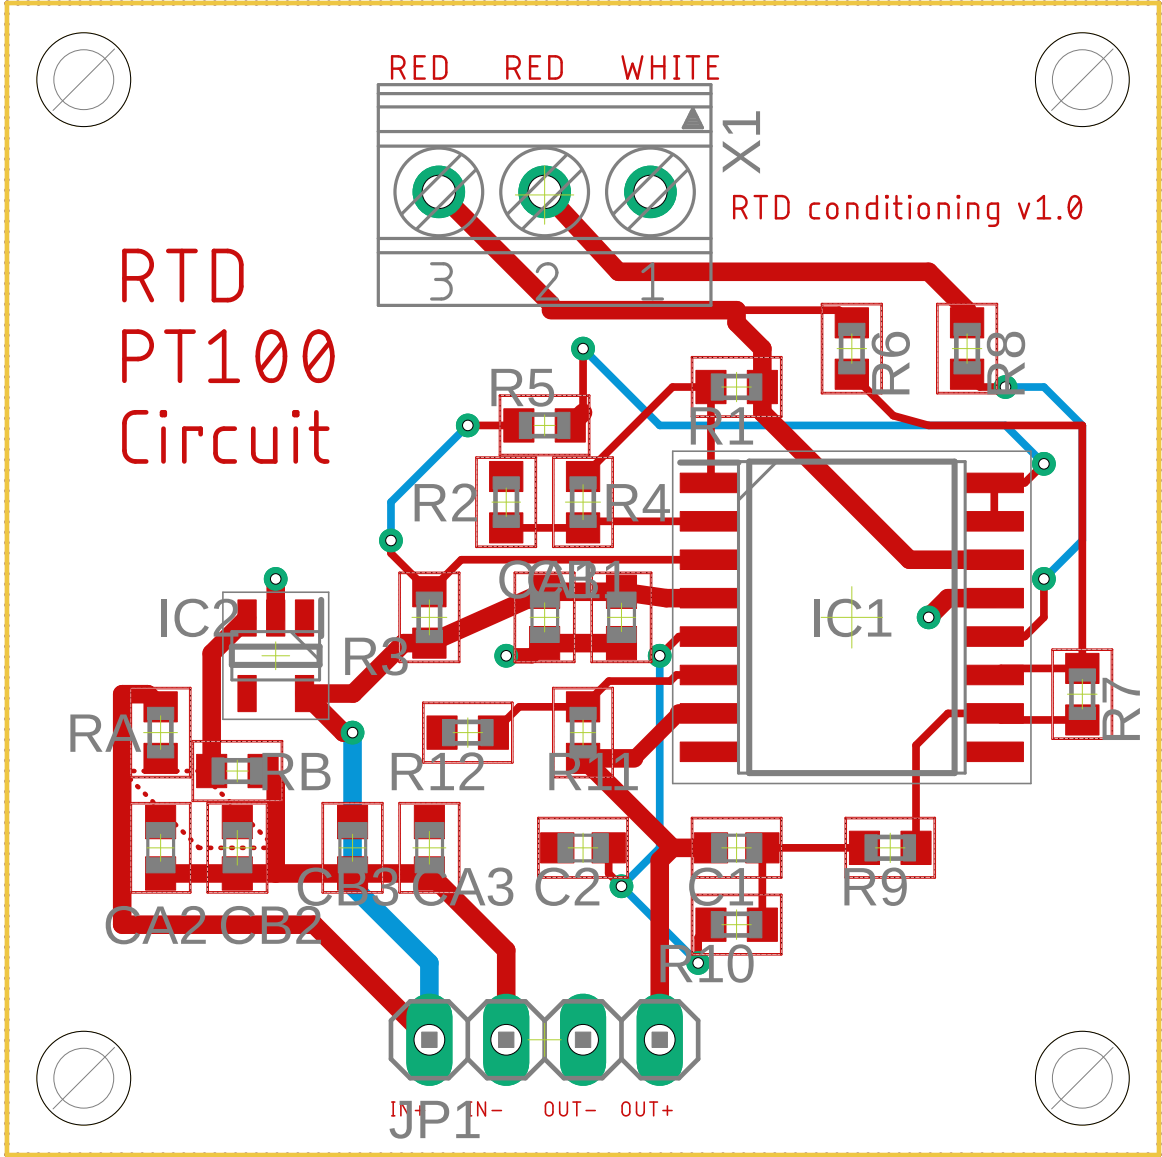 RED RED WHITE
X1
RTD conditioning v1.0
RTD
PT100
Circuit
3 2 1
R6 R8
R5
R1
R2 R4
CA1
IC2
IC1
R3
R7
RA
RB R12 R11
CB3 CA3 C2 C1 R9
CA2 CB2
R10
IN+ IN- OUT- OUT+
JP1